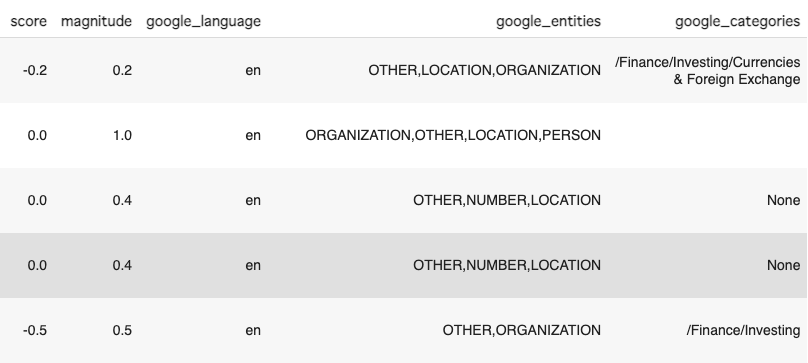 score magnitude google_language google_entities google_categories
-0.2 0.2 en OTHER,LOCATION,ORGANIZATION /Finance/Investing/Currencies
& Foreign Exchange
0.0 1.0 en ORGANIZATION,OTHER,LOCATION,PERSON
0.0 0.4 en OTHER,NUMBER,LOCATION None
0.0 0.4 en OTHER,NUMBER,LOCATION None
-0.5 0.5 en OTHER,ORGANIZATION /Finance/Investing